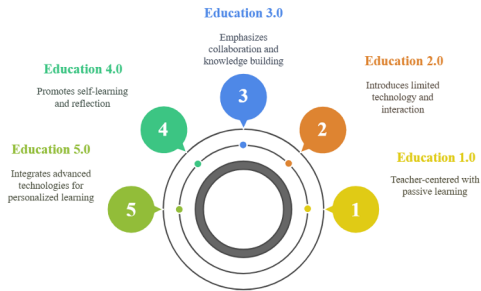 Education 3.0
Emphasizes
collaboration and
knowledge building
Education 4.0
Promotes self-learning
and reflection
Education 2.0
Introduces limited
technology and
interaction
3
4
2
Education 5.0
Integrates advanced
technologies for
personalized learning
Education 1.0
Teacher-centered with
passive learning
5
1